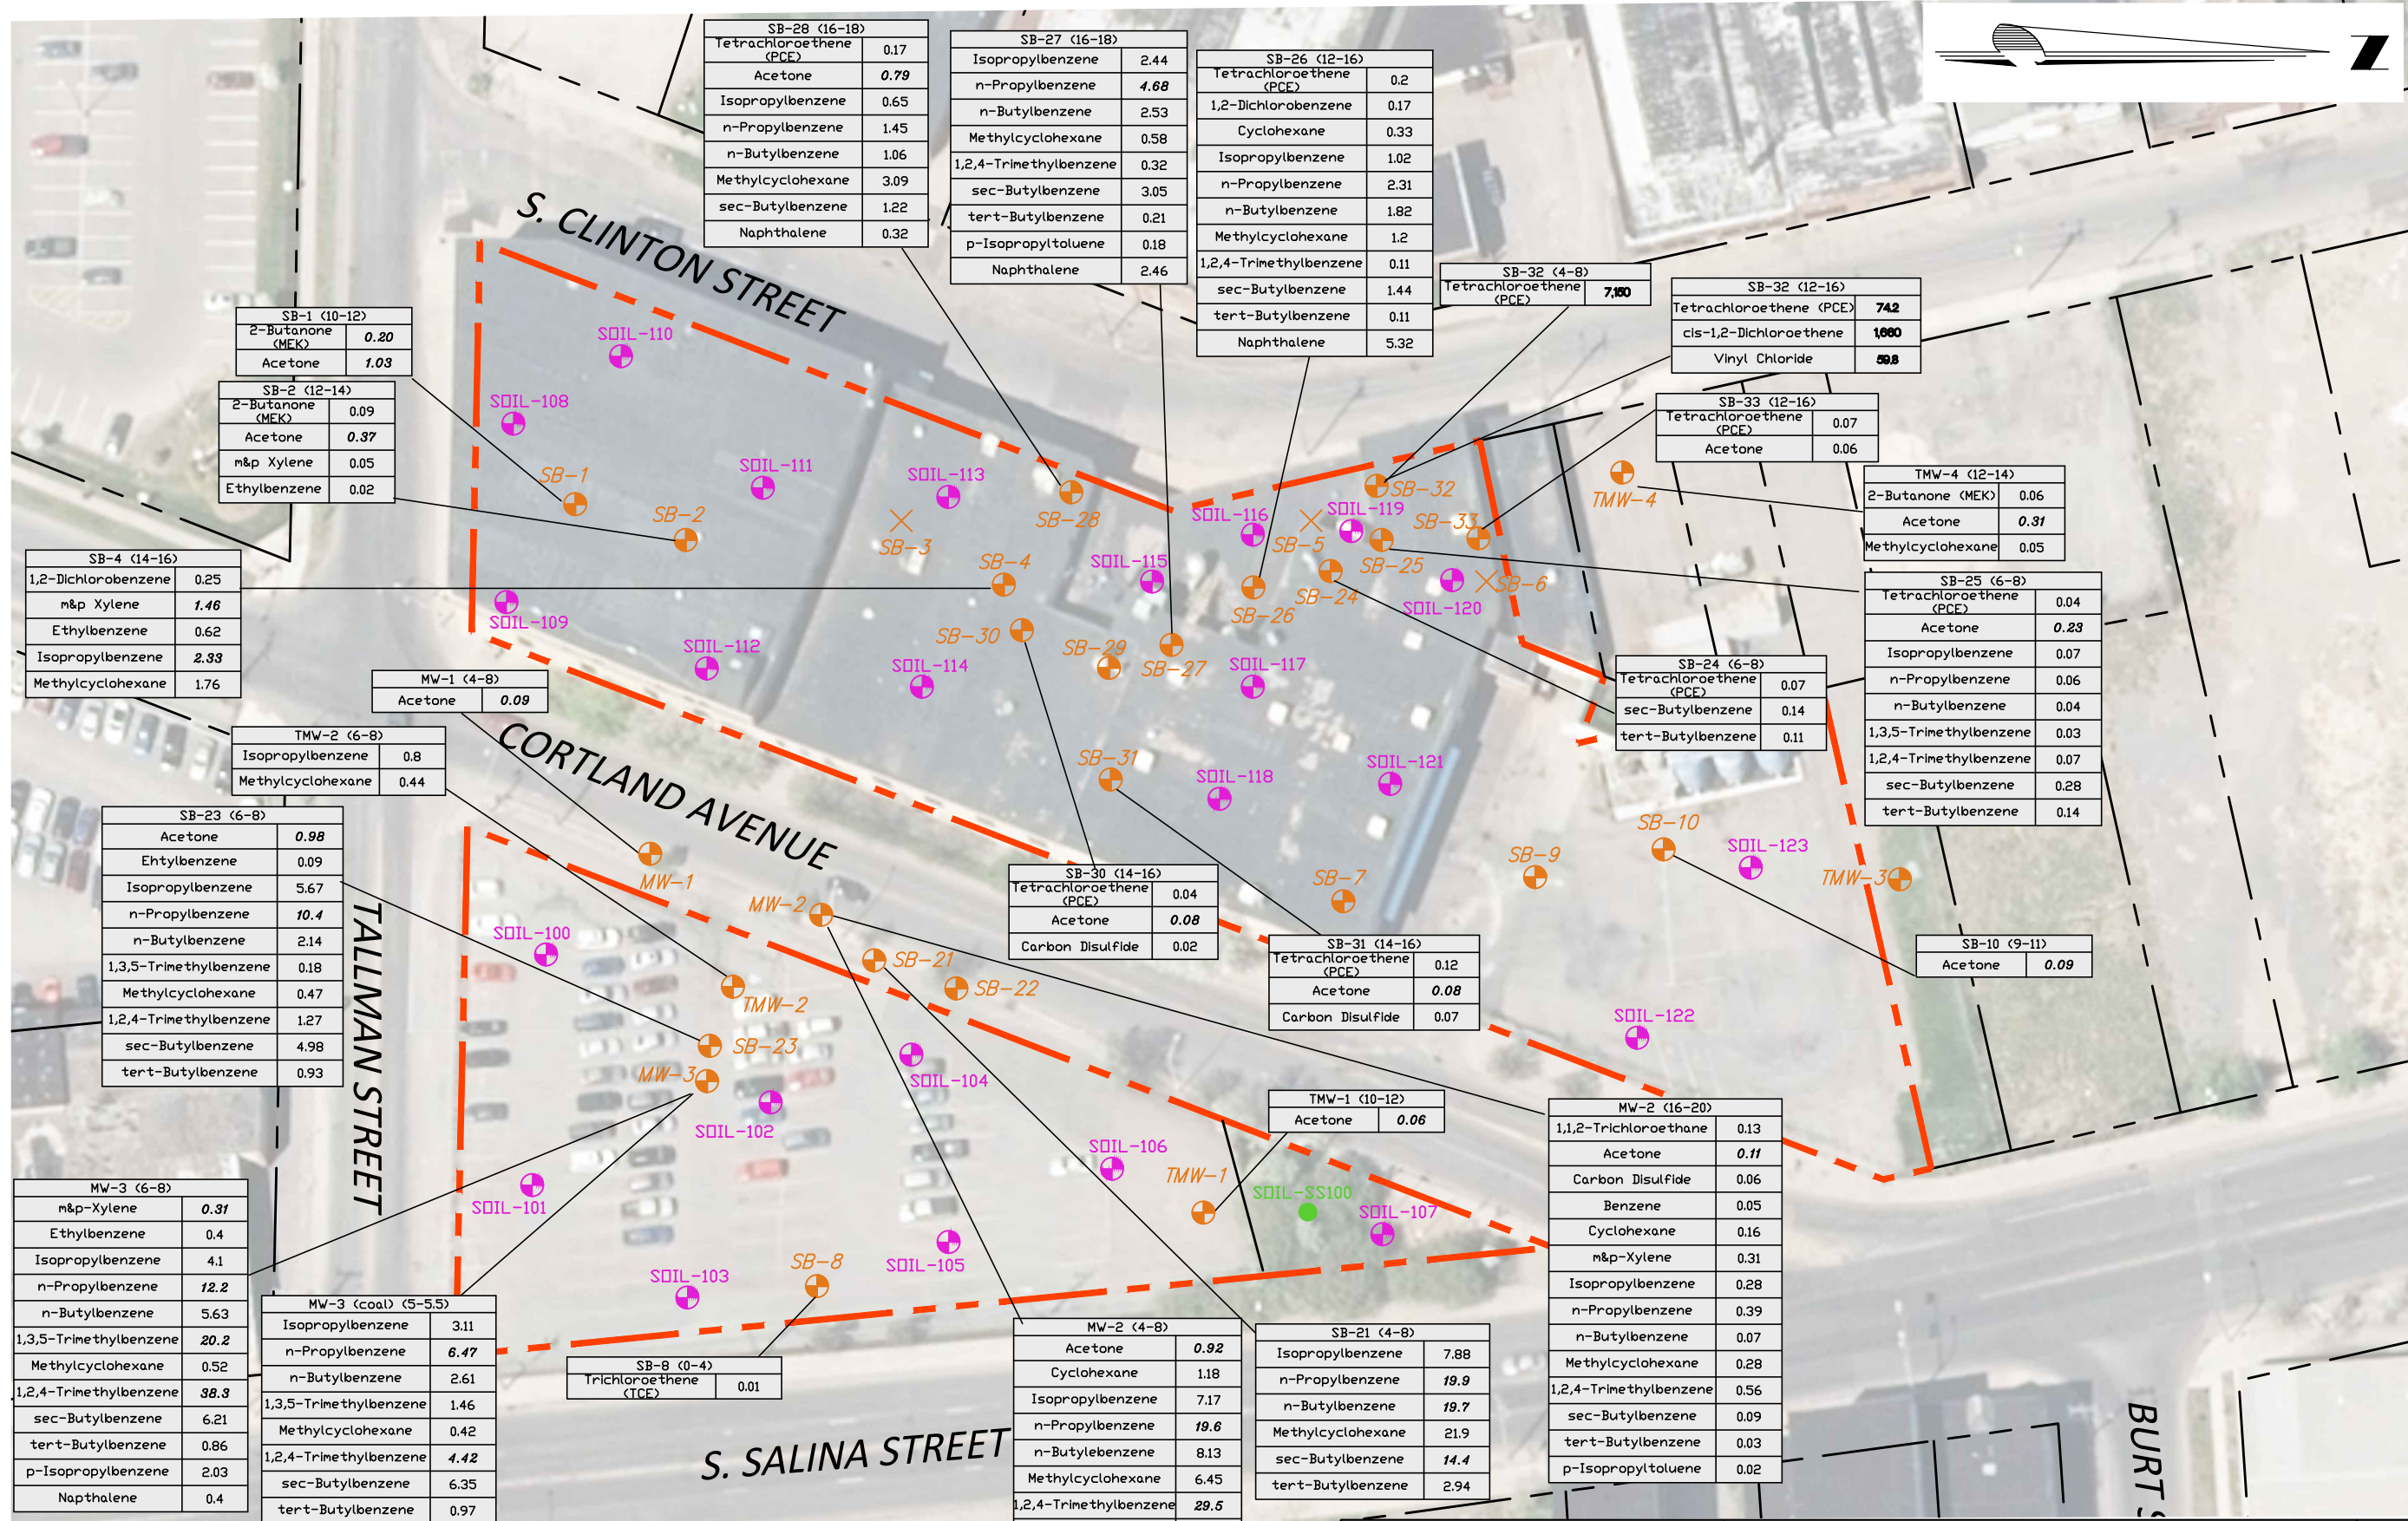 Z
SB-28 (16-18)
Tetrachloroethene (PCE) 0.17
Acetone 0.79
Isopropylbenzene 0.65
n-Propylbenzene 1.45
n-Butylbenzene 1.06
Methylcyclohexane 3.09
sec-Butylbenzene 1.22
Naphthalene 0.32
SB-27 (16-18)
Isopropylbenzene 2.44
n-Propylbenzene 4.68
n-Butylbenzene 2.53
Methylcyclohexane 0.58
1,2,4-Trimethylbenzene 0.32
sec-Butylbenzene 3.05
tert-Butylbenzene 0.21
p-Isopropyltoluene 0.18
Naphthalene 2.46
SB-26 (12-16)
Tetrachloroethene (PCE) 0.2
1,2-Dichlorobenzene 0.17
Cyclohexane 0.33
Isopropylbenzene 1.02
n-Propylbenzene 2.31
n-Butylbenzene 1.82
Methylcyclohexane 1.2
1,2,4-Trimethylbenzene 0.11
sec-Butylbenzene 1.44
tert-Butylbenzene 0.11
Naphthalene 5.32
SB-32 (4-8)
Tetrachloroethene (PCE) 7,150
SB-32 (12-16)
Tetrachloroethene (PCE) 74.2
cis-1,2-Dichloroethene 1,660
Vinyl Chloride 59.8
SB-33 (12-16)
Tetrachloroethene (PCE) 0.07
Acetone 0.06
TMW-4 (12-14)
2-Butanone (MEK) 0.06
Acetone 0.31
Methylcyclohexane 0.05
SB-25 (6-8)
Tetrachloroethene (PCE) 0.04
Acetone 0.23
Isopropylbenzene 0.07
n-Propylbenzene 0.06
n-Butylbenzene 0.04
1,3,5-Trimethylbenzene 0.03
1,2,4-Trimethylbenzene 0.07
sec-Butylbenzene 0.28
tert-Butylbenzene 0.14
SB-24 (6-8)
Tetrachloroethene (PCE) 0.07
sec-Butylbenzene 0.14
tert-Butylbenzene 0.11
SB-1 (10-12)
2-Butanone (MEK) 0.20
Acetone 1.03
SB-2 (12-14)
2-Butanone (MEK) 0.09
Acetone 0.37
m&p Xylene 0.05
Ethylbenzene 0.02
SB-4 (14-16)
1,2-Dichlorobenzene 0.25
m&p Xylene 1.46
Ethylbenzene 0.62
Isopropylbenzene 2.33
Methylcyclohexane 1.76
MW-1 (4-8)
Acetone 0.09
TMW-2 (6-8)
Isopropylbenzene 0.8
Methylcyclohexane 0.44
SB-23 (6-8)
Acetone 0.98
Ehtylbenzene 0.09
Isopropylbenzene 5.67
n-Propylbenzene 10.4
n-Butylbenzene 2.14
1,3,5-Trimethylbenzene 0.18
Methylcyclohexane 0.47
1,2,4-Trimethylbenzene 1.27
sec-Butylbenzene 4.98
tert-Butylbenzene 0.93
S. CLINTON STREET
SOIL-110
SOIL-108
SOIL-111
SOIL-113
SB-1
SB-2
SB-3
SB-28
SB-4
SOIL-116
SOIL-119
SB-32
SB-33
SB-5
TMW-4
SOIL-115
SB-25
SB-24
SB-6
SB-26
SOIL-120
SOIL-109
SOIL-112
SB-30
SB-29
SB-27
SOIL-114
SOIL-117
CORTLAND AVENUE
SB-31
SOIL-118
SOIL-121
SB-10
SB-9
SOIL-123
TMW-3
SB-7
MW-1
MW-2
TALLMAN STREET
SOIL-100
SB-21
SB-22
TMW-2
SOIL-122
SB-23
MW-3
SOIL-104
SOIL-102
SOIL-106
TMW-1
SOIL-SS100
SOIL-107
SOIL-101
SOIL-105
SOIL-103
SB-8
S. SALINA STREET
BURT S
SB-30 (14-16)
Tetrachloroethene (PCE) 0.04
Acetone 0.08
Carbon Disulfide 0.02
SB-31 (14-16)
Tetrachloroethene (PCE) 0.12
Acetone 0.08
Carbon Disulfide 0.07
SB-10 (9-11)
Acetone 0.09
TMW-1 (10-12)
Acetone 0.06
MW-2 (16-20)
1,1,2-Trichloroethane 0.13
Acetone 0.11
Carbon Disulfide 0.06
Benzene 0.05
Cyclohexane 0.16
m&p-Xylene 0.31
Isopropylbenzene 0.28
n-Propylbenzene 0.39
n-Butylbenzene 0.07
Methylcyclohexane 0.28
1,2,4-Trimethylbenzene 0.56
sec-Butylbenzene 0.09
tert-Butylbenzene 0.03
p-Isopropyltoluene 0.02
MW-3 (6-8)
m&p-Xylene 0.31
Ethylbenzene 0.4
Isopropylbenzene 4.1
n-Propylbenzene 12.2
n-Butylbenzene 5.63
1,3,5-Trimethylbenzene 20.2
Methylcyclohexane 0.52
1,2,4-Trimethylbenzene 38.3
sec-Butylbenzene 6.21
tert-Butylbenzene 0.86
p-Isopropylbenzene 2.03
Napthalene 0.4
MW-3 (coal) (5-5.5)
Isopropylbenzene 3.11
n-Propylbenzene 6.47
n-Butylbenzene 2.61
1,3,5-Trimethylbenzene 1.46
Methylcyclohexane 0.42
1,2,4-Trimethylbenzene 4.42
sec-Butylbenzene 6.35
tert-Butylbenzene 0.97
SB-8 (0-4)
Trichloroethene (TCE) 0.01
MW-2 (4-8)
Acetone 0.92
Cyclohexane 1.18
Isopropylbenzene 7.17
n-Propylbenzene 19.6
n-Butylebenzene 8.13
Methylcyclohexane 6.45
1,2,4-Trimethylbenzene 29.5
SB-21 (4-8)
Isopropylbenzene 7.88
n-Propylbenzene 19.9
n-Butylbenzene 19.7
Methylcyclohexane 21.9
sec-Butylbenzene 14.4
tert-Butylbenzene 2.94